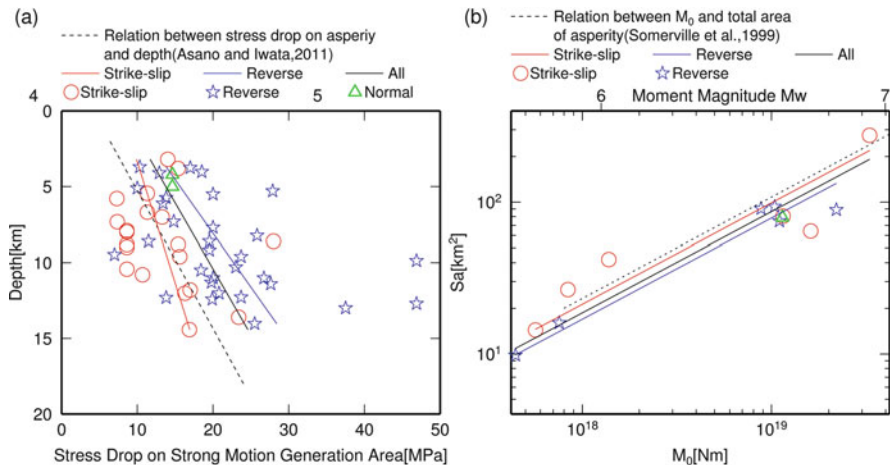 (a)
Relation between stress drop on asperiy
and depth(Asano and Iwata,2011)
Strike-slip Reverse All
Strike-slip Reverse Normal
4 5
0
5
10
15
20
Depth[km]
0 10 20 30 40 50
Stress Drop on Strong Motion Generation Area[MPa]
(b)
Relation between M0 and total area
of asperity(Somerville et al.,1999)
Strike-slip Reverse All
Strike-slip Reverse
6 7
Moment Magnitude Mw
10²
10¹
Sa[km²]
10¹⁸ 10¹⁹
M₀[Nm]